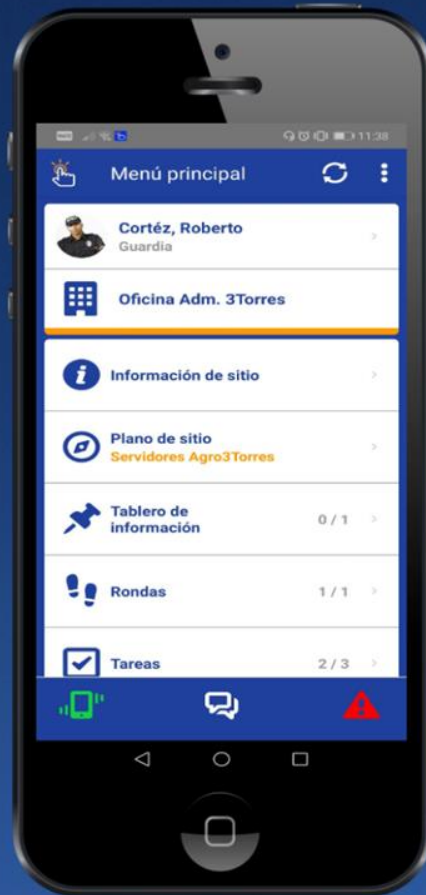 11:38
Menú principal
Cortéz, Roberto
Guardia
Oficina Adm. 3Torres
Información de sitio
Plano de sitio
Servidores Agro3Torres
Tablero de
información
0 / 1
Rondas
1 / 1
Tareas
2 / 3